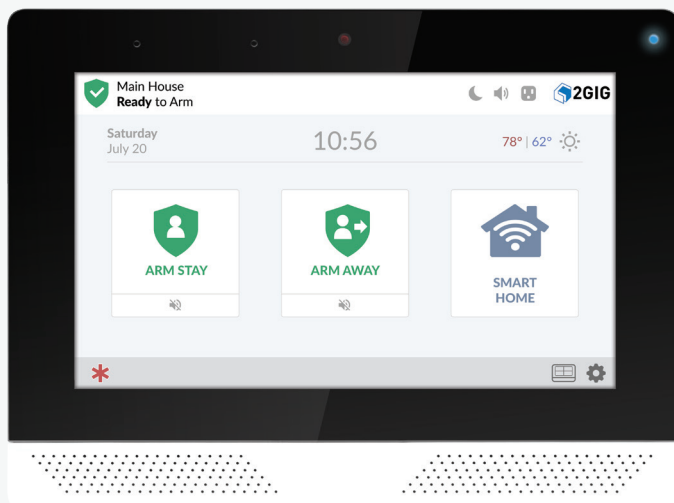 Main House
Ready to Arm
2GIG
Saturday
July 20
10:56
78° | 62°
ARM STAY
ARM AWAY
SMART
HOME